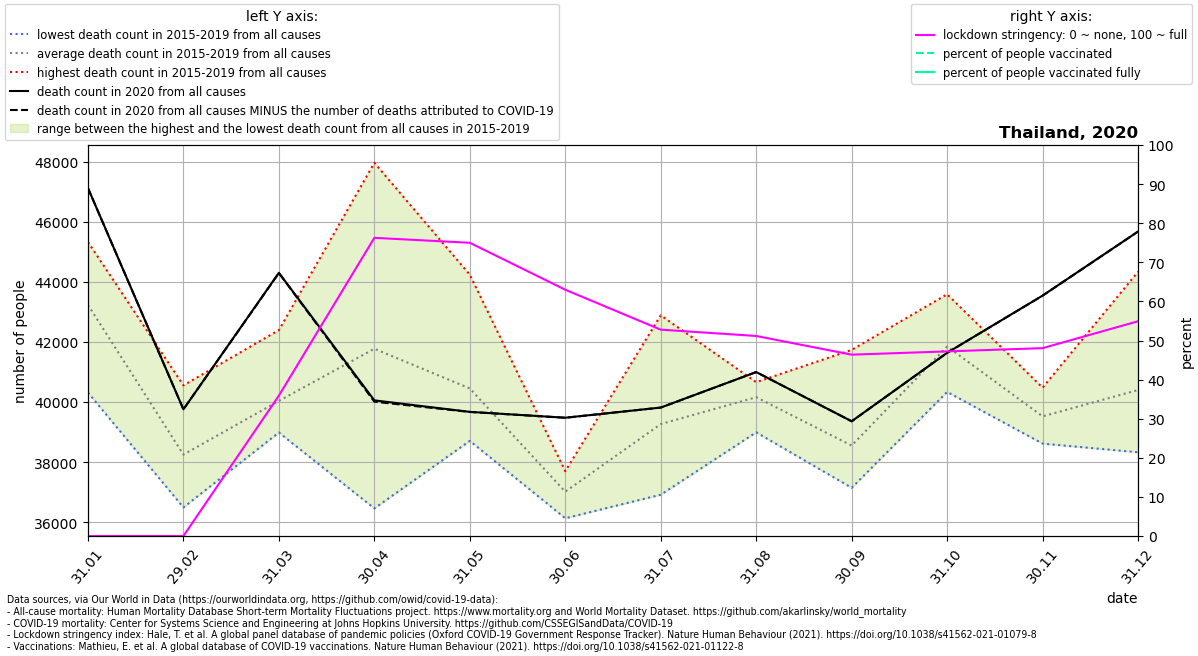 left Y axis:
lowest death count in 2015-2019 from all causes
average death count in 2015-2019 from all causes
highest death count in 2015-2019 from all causes
death count in 2020 from all causes
death count in 2020 from all causes MINUS the number of deaths attributed to COVID-19
range between the highest and the lowest death count from all causes in 2015-2019
right Y axis:
lockdown stringency: 0 ~ none, 100 ~ full
percent of people vaccinated
percent of people vaccinated fully
Thailand, 2020
number of people
48000
46000
44000
42000
40000
38000
36000
100
90
80
70
60
50
40
30
20
10
0
percent
31.01
29.02
31.03
30.04
31.05
30.06
31.07
31.08
30.09
31.10
30.11
31.12
date
Data sources, via Our World in Data (https://ourworldindata.org, https://github.com/owid/covid-19-data):
- All-cause mortality: Human Mortality Database Short-term Mortality Fluctuations project. https://www.mortality.org and World Mortality Dataset. https://github.com/akarlinsky/world_mortality
- COVID-19 mortality: Center for Systems Science and Engineering at Johns Hopkins University. https://github.com/CSSEGISandData/COVID-19
- Lockdown stringency index: Hale, T. et al. A global panel database of pandemic policies (Oxford COVID-19 Government Response Tracker). Nature Human Behaviour (2021). https://doi.org/10.1038/s41562-021-01079-8
- Vaccinations: Mathieu, E. et al. A global database of COVID-19 vaccinations. Nature Human Behaviour (2021). https://doi.org/10.1038/s41562-021-01122-8